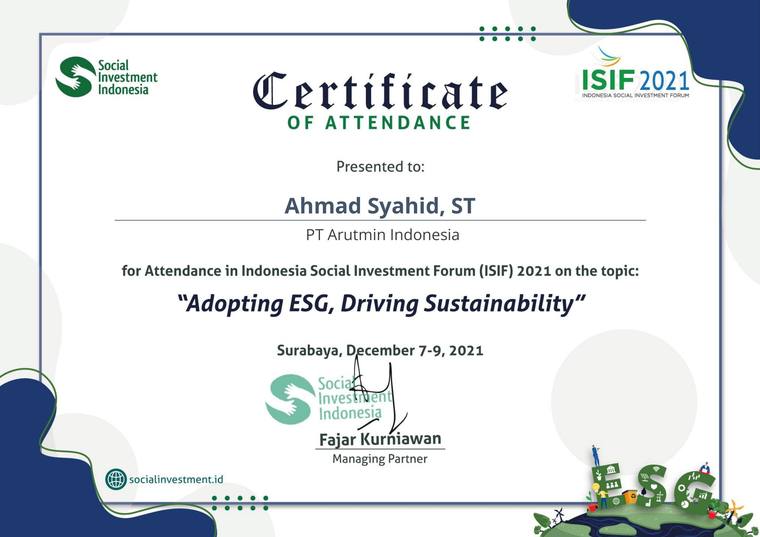 Social
Investment
Indonesia
ISIF 2021
INDONESIA SOCIAL INVESTMENT FORUM
Certificate
OF ATTENDANCE
Presented to:
Ahmad Syahid, ST
PT Arutmin Indonesia
for Attendance in Indonesia Social Investment Forum (ISIF) 2021 on the topic:
“Adopting ESG, Driving Sustainability”
Surabaya, December 7-9, 2021
Social
Investment
Indonesia
Fajar Kurniawan
Managing Partner
socialinvestment.id
ESG